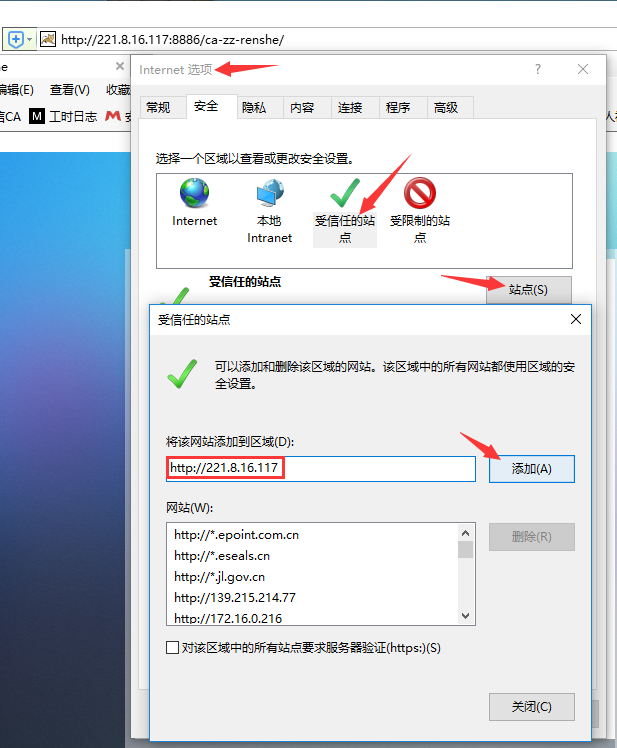 http://221.8.16.117:8886/ca-zz-renshe/
he
Internet 选项
编辑(E) 查看(V) 收藏
信CA M 工时日志
常规 安全 隐私 内容 连接 程序 高级
选择一个区域以查看或更改安全设置。
Internet
本地
Intranet
受信任的站
点
受限制的站
点
受信任的站点
站点(S)
受信任的站点
可以添加和删除该区域的网站。该区域中的所有网站都使用区域的安
全设置。
将该网站添加到区域(D):
http://221.8.16.117
添加(A)
网站(W):
http://*.epoint.com.cn
http://*.eseals.cn
http://*.jl.gov.cn
http://139.215.214.77
http://172.16.0.216
删除(R)
对该区域中的所有站点要求服务器验证(https:)(S)
关闭(C)